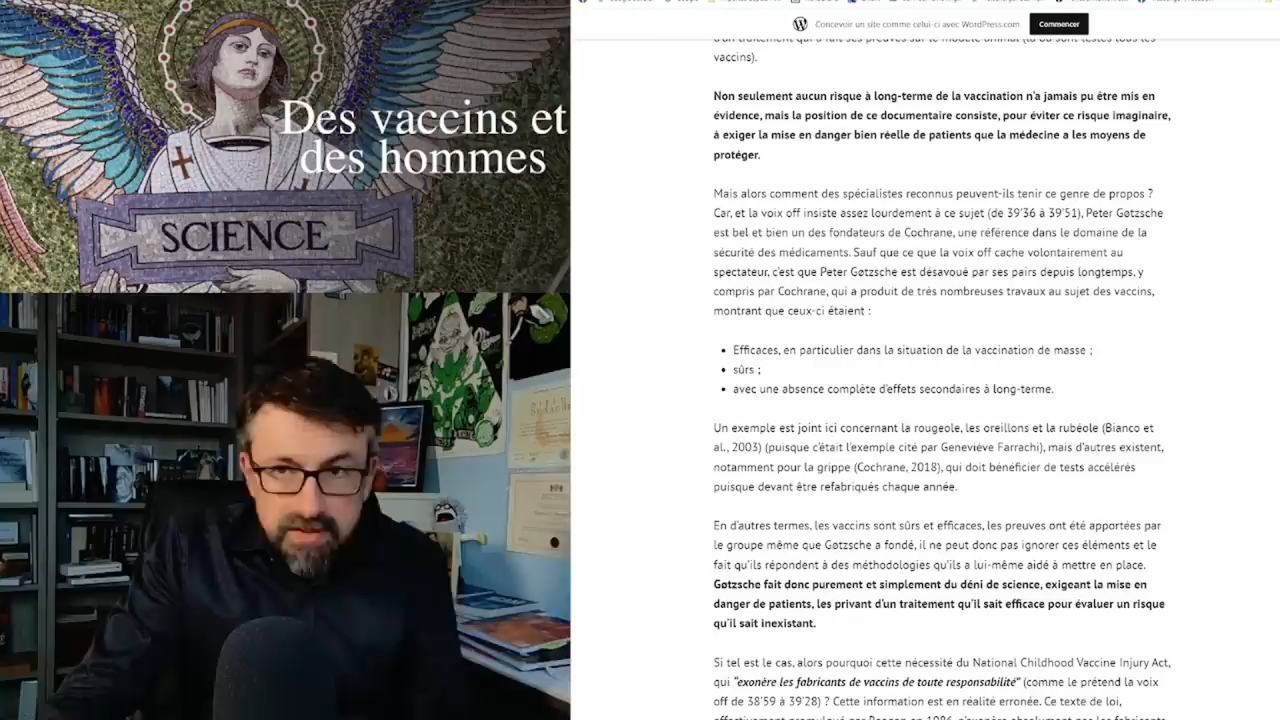 Des vaccins et
des hommes
SCIENCE
Concevoir un site comme celui-ci avec WordPress.com
Commencer
vaccins).
Non seulement aucun risque à long-terme de la vaccination n'a jamais pu être mis en
évidence, mais la position de ce documentaire consiste, pour éviter ce risque imaginaire,
à exiger la mise en danger bien réelle de patients que la médecine a les moyens de
protéger.
Mais alors comment des spécialistes reconnus peuvent-ils tenir ce genre de propos ?
Car, et la voix off insiste assez lourdement à ce sujet (de 39'36 à 39'51), Peter Gøtzsche
est bel et bien un des fondateurs de Cochrane, une référence dans le domaine de la
sécurité des médicaments. Sauf que ce que la voix off cache volontairement au
spectateur, c'est que Peter Gøtzsche est désavoué par ses pairs depuis longtemps, y
compris par Cochrane, qui a produit de très nombreuses travaux au sujet des vaccins,
montrant que ceux-ci étaient :
• Efficaces, en particulier dans la situation de la vaccination de masse ;
• sûrs ;
• avec une absence complète d'effets secondaires à long-terme.
Un exemple est joint ici concernant la rougeole, les oreillons et la rubéole (Bianco et
al., 2003) (puisque c'était l'exemple cité par Geneviève Farrachi), mais d'autres existent,
notamment pour la grippe (Cochrane, 2018), qui doit bénéficier de tests accélérés
puisque devant être refabriqués chaque année.
En d'autres termes, les vaccins sont sûrs et efficaces, les preuves ont été apportées par
le groupe même que Gøtzsche a fondé, il ne peut donc pas ignorer ces éléments et le
fait qu'ils répondent à des méthodologies qu'ils a lui-même aidé à mettre en place.
Gøtzsche fait donc purement et simplement du déni de science, exigeant la mise en
danger de patients, les privant d'un traitement qu'il sait efficace pour évaluer un risque
qu'il sait inexistant.
Si tel est le cas, alors pourquoi cette nécessité du National Childhood Vaccine Injury Act,
qui "exonère les fabricants de vaccins de toute responsabilité" (comme le prétend la voix
off de 38'59 à 39'28) ? Cette information est en réalité erronée. Ce texte de loi,